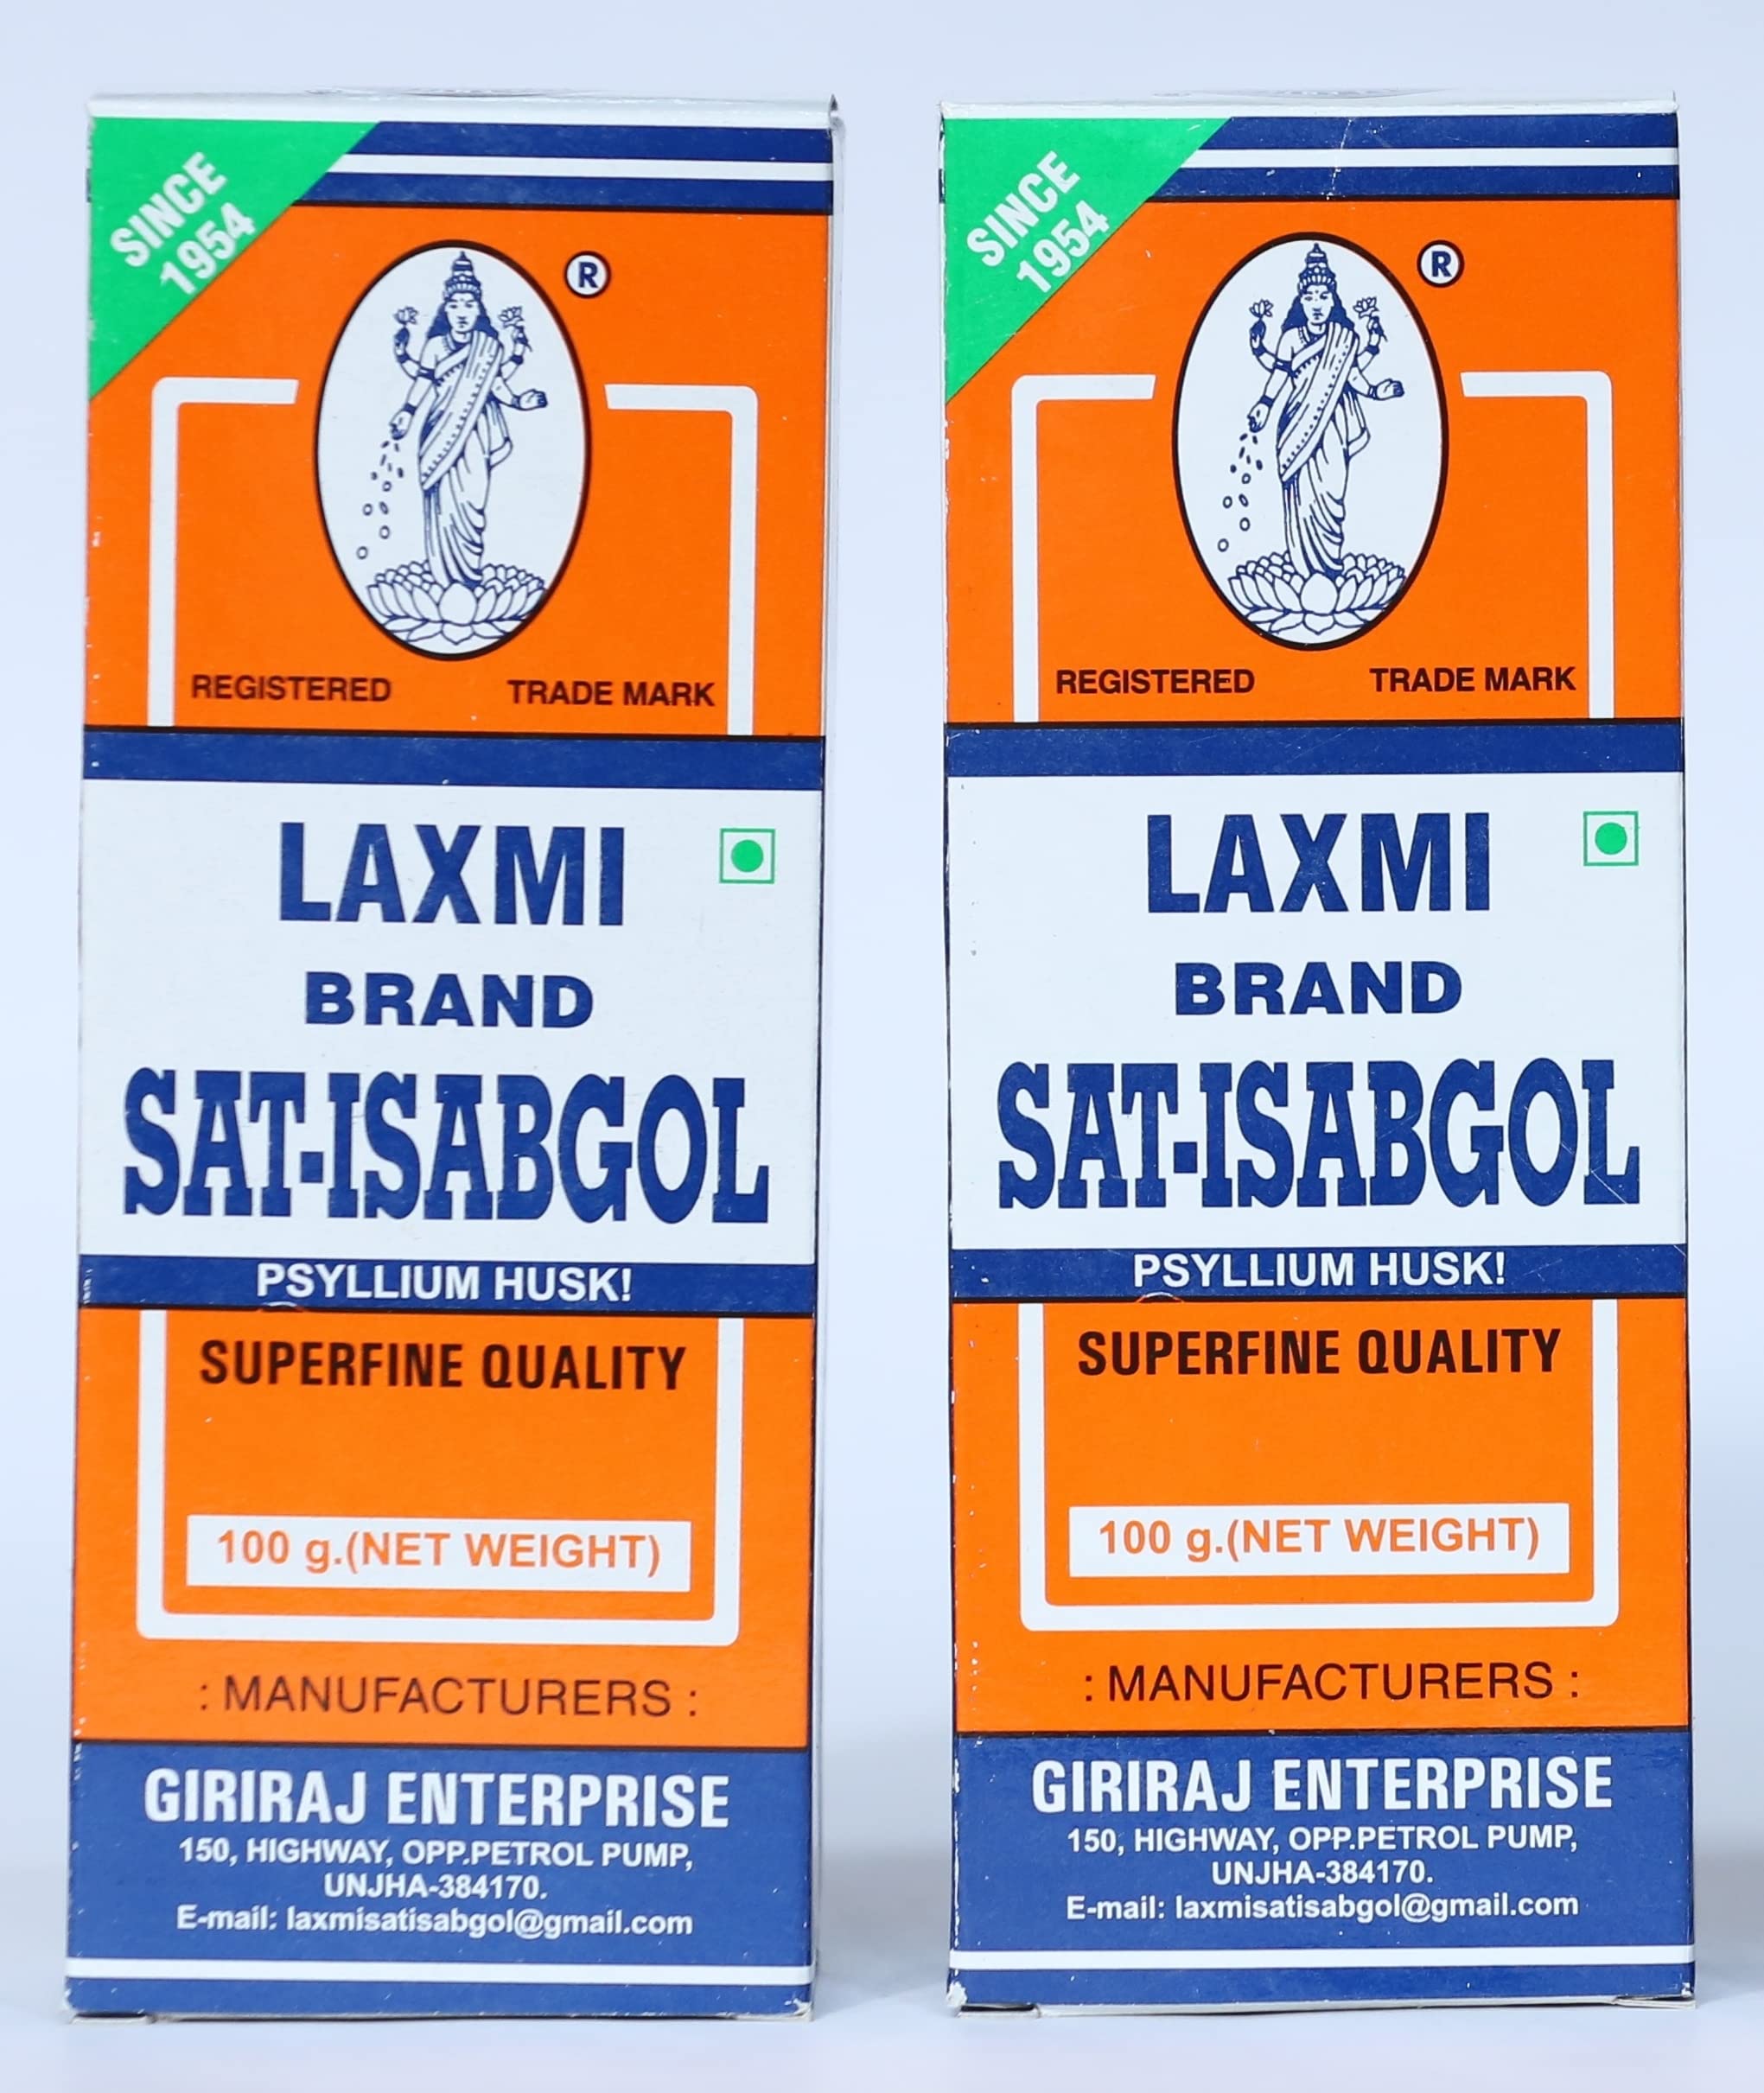 SINCE
1954
®
REGISTERED TRADE MARK
LAXMI
BRAND
SAT-ISABGOL
PSYLLIUM HUSK!
SUPERFINE QUALITY
100 g.(NET WEIGHT)
: MANUFACTURERS :
GIRIRAJ ENTERPRISE
150, HIGHWAY, OPP.PETROL PUMP,
UNJHA-384170.
E-mail: laxmisatisabgol@gmail.com
SINCE
1954
®
REGISTERED TRADE MARK
LAXMI
BRAND
SAT-ISABGOL
PSYLLIUM HUSK!
SUPERFINE QUALITY
100 g.(NET WEIGHT)
: MANUFACTURERS :
GIRIRAJ ENTERPRISE
150, HIGHWAY, OPP.PETROL PUMP,
UNJHA-384170.
E-mail: laxmisatisabgol@gmail.com